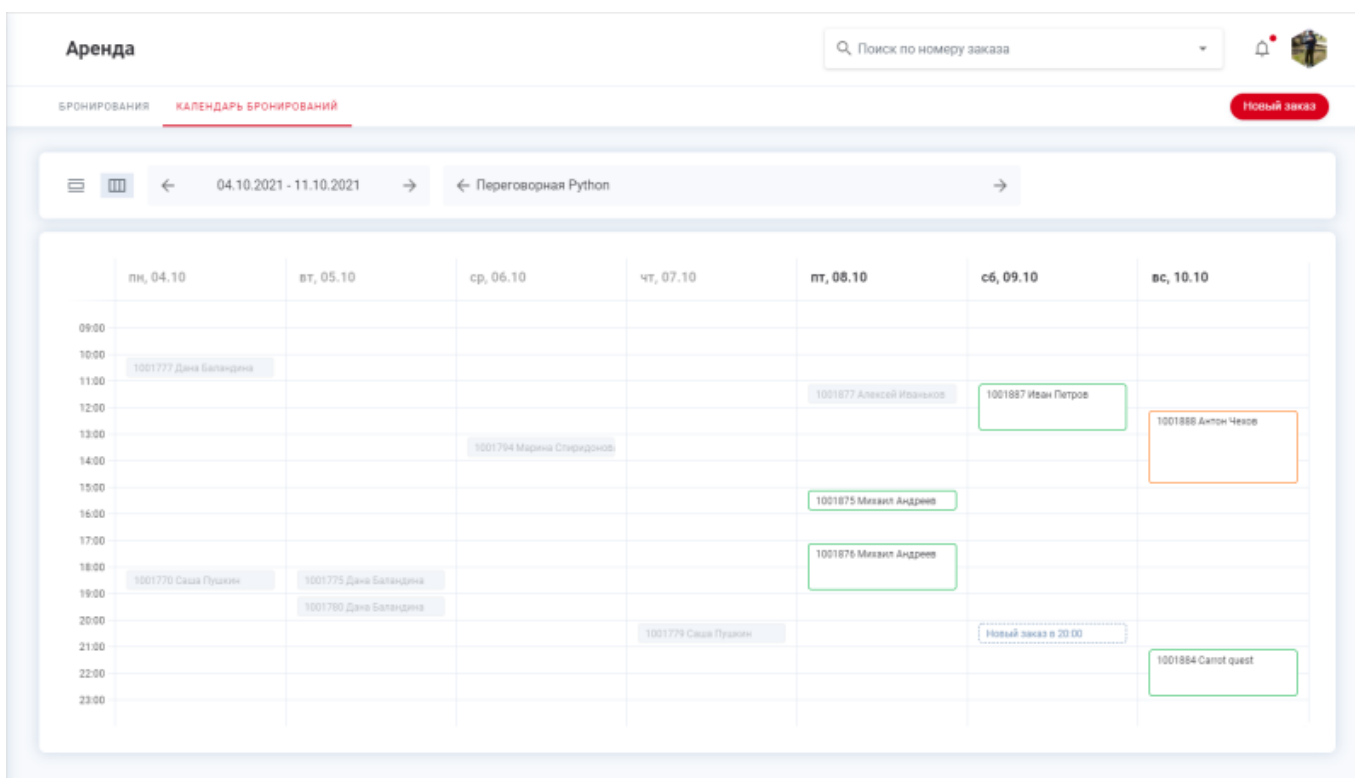 Аренда
Поиск по номеру заказа
БРОНИРОВАНИЯ КАЛЕНДАРЬ БРОНИРОВАНИЙ Новый заказ
04.10.2021 - 11.10.2021 Переговорная Python
пн, 04.10 вт, 05.10 ср, 06.10 чт, 07.10 пт, 08.10 сб, 09.10 вс, 10.10
09:00
10:00
1001777 Дана Баландина
11:00
1001877 Алексей Иваньков 1001887 Иван Петров
12:00
1001888 Антон Чехов
13:00
1001794 Марина Спиридонов
14:00
15:00
1001875 Михаил Андреев
16:00
17:00
1001876 Михаил Андреев
18:00
1001770 Саша Пушкин 1001775 Дана Баландина
19:00
1001780 Дана Баландина
20:00
1001779 Саша Пушкин Новый заказ в 20:00
21:00
1001884 Carrot quest
22:00
23:00